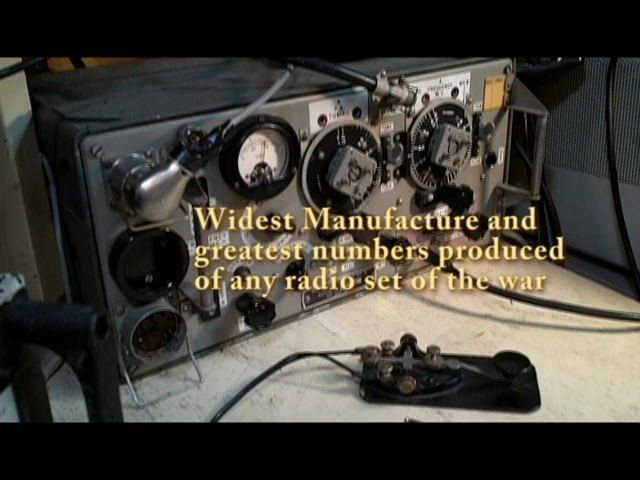 Widest Manufacture and
greatest numbers produced
of any radio set of the war